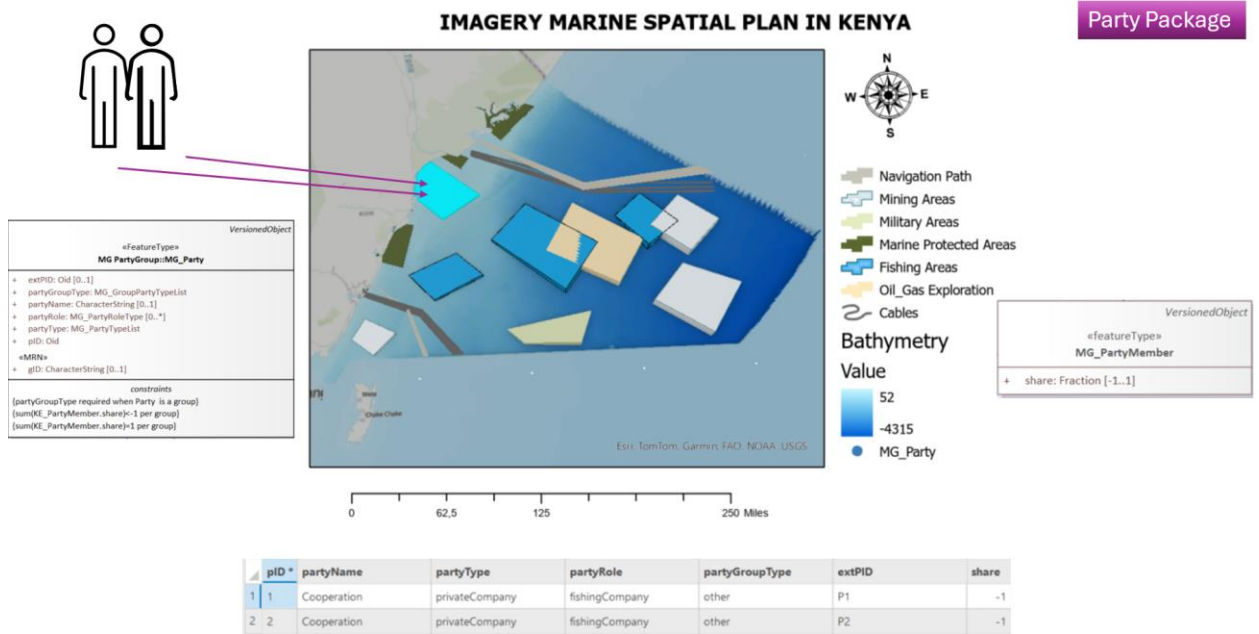 IMAGERY MARINE SPATIAL PLAN IN KENYA
Party Package
N
W
E
S
Navigation Path
Mining Areas
Military Areas
Marine Protected Areas
Fishing Areas
Oil_Gas Exploration
Cables
Bathymetry
Value
52
-4315
MG_Party
VersionedObject
«FeatureType»
MG PartyGroup::MG_Party
+ extPID: Oid [0..1]
+ partyGroupType: MG_GroupPartyTypeList
+ partyName: CharacterString [0..1]
+ partyRole: MG_PartyRoleType [0..*]
+ partyType: MG_PartyTypeList
+ pID: Oid
«MRN»
+ gID: CharacterString [0..1]
constraints
{partyGroupType required when Party is a group}
{sum(KE_PartyMember.share)<-1 per group}
{sum(KE_PartyMember.share)=1 per group}
VersionedObject
«featureType»
MG_PartyMember
+ share: Fraction [-1..1]
Chake Chake
Esri, TomTom, Garmin, FAO, NOAA, USGS
0 62,5 125 250 Miles
pID * partyName partyType partyRole partyGroupType extPID share
1 1 Cooperation privateCompany fishingCompany other P1 -1
2 2 Cooperation privateCompany fishingCompany other P2 -1